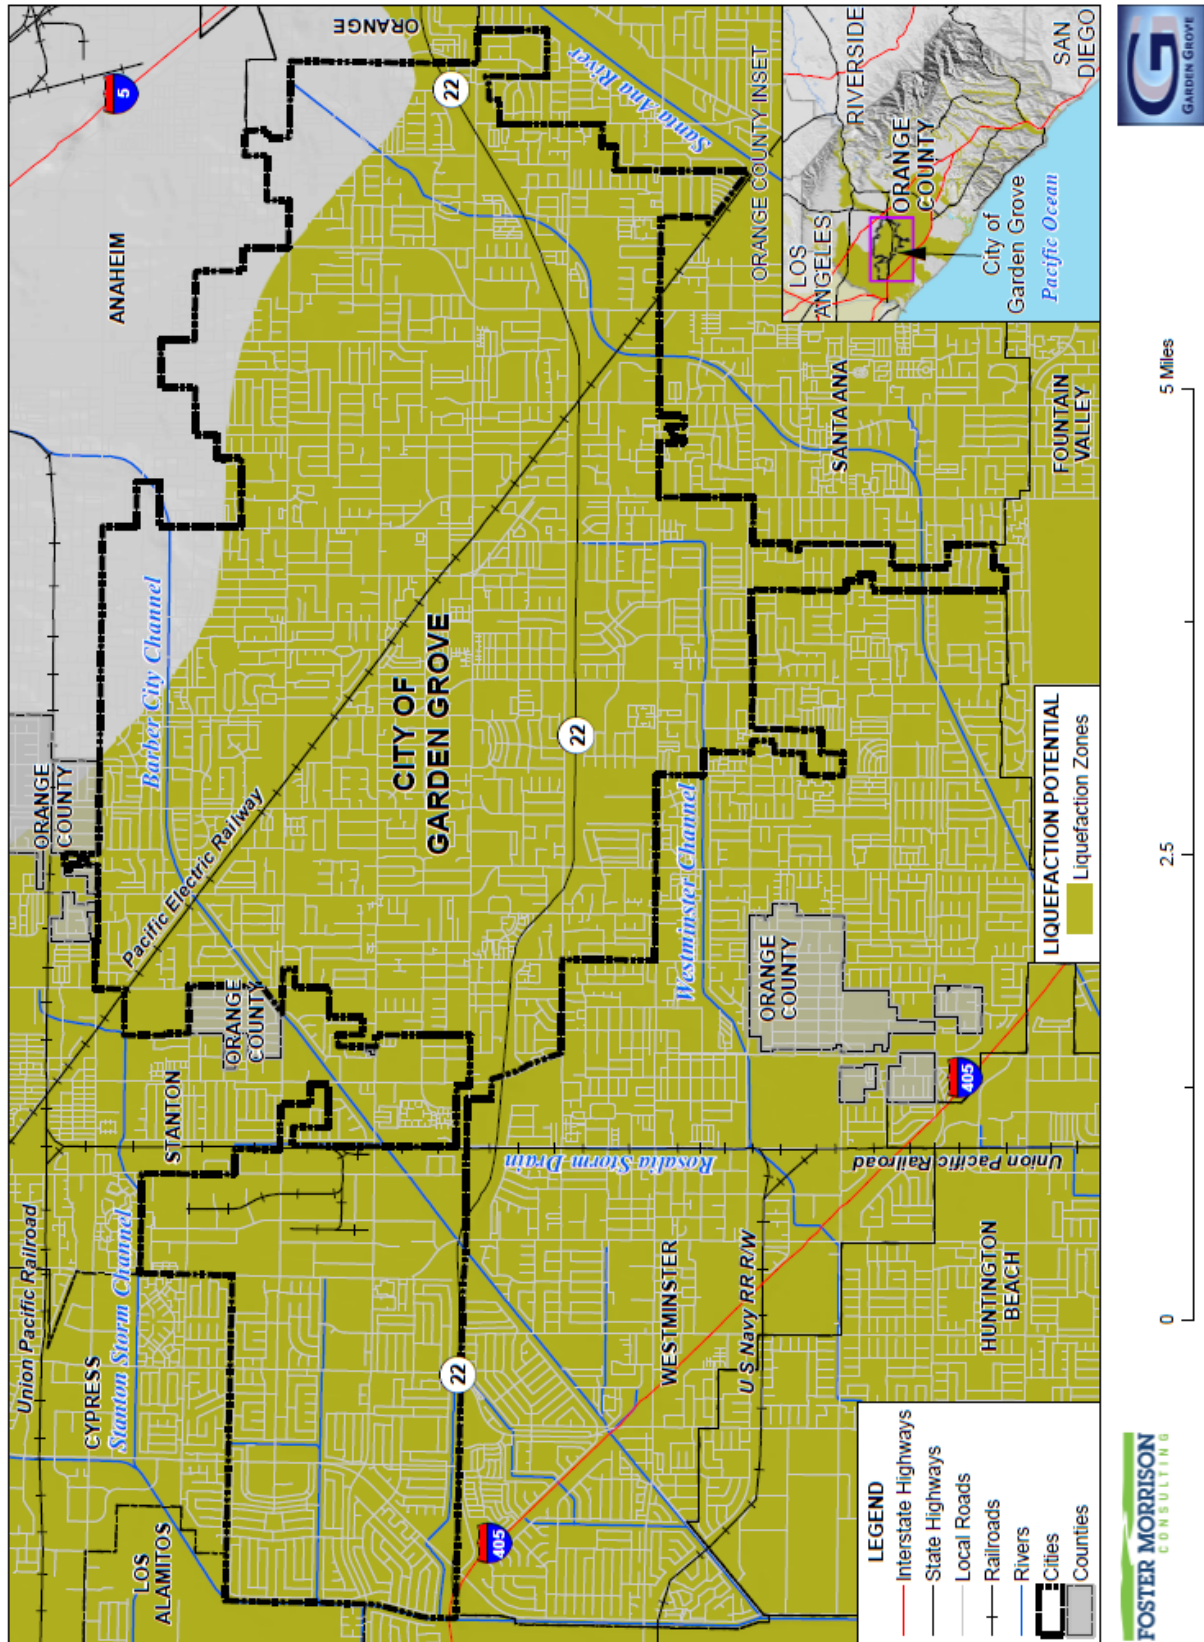 ORANGE
5
ANAHEIM
22
Santa Ana River
ORANGE COUNTY INSET
RIVERSIDE
SAN
DIEGO
LOS
ANGELES
ORANGE
COUNTY
City of
Garden Grove
Pacific Ocean
ORANGE
COUNTY
Barber City Channel
Pacific Electric Railway
CITY OF
GARDEN GROVE
22
SANTA ANA
FOUNTAIN
VALLEY
Westminster Channel
ORANGE
COUNTY
ORANGE
COUNTY
STANTON
405
Union Pacific Railroad
CYPRESS
Stanton Storm Channel
Rosalia Storm Drain
Union Pacific Railroad
WESTMINSTER
U S Navy RR R/W
HUNTINGTON
BEACH
22
LOS
ALAMITOS
405
LEGEND
Interstate Highways
State Highways
Local Roads
Railroads
Rivers
Cities
Counties
LIQUEFACTION POTENTIAL
Liquefaction Zones
FOSTER MORRISON
CONSULTING
0
2.5
5 Miles
G
GARDEN GROVE